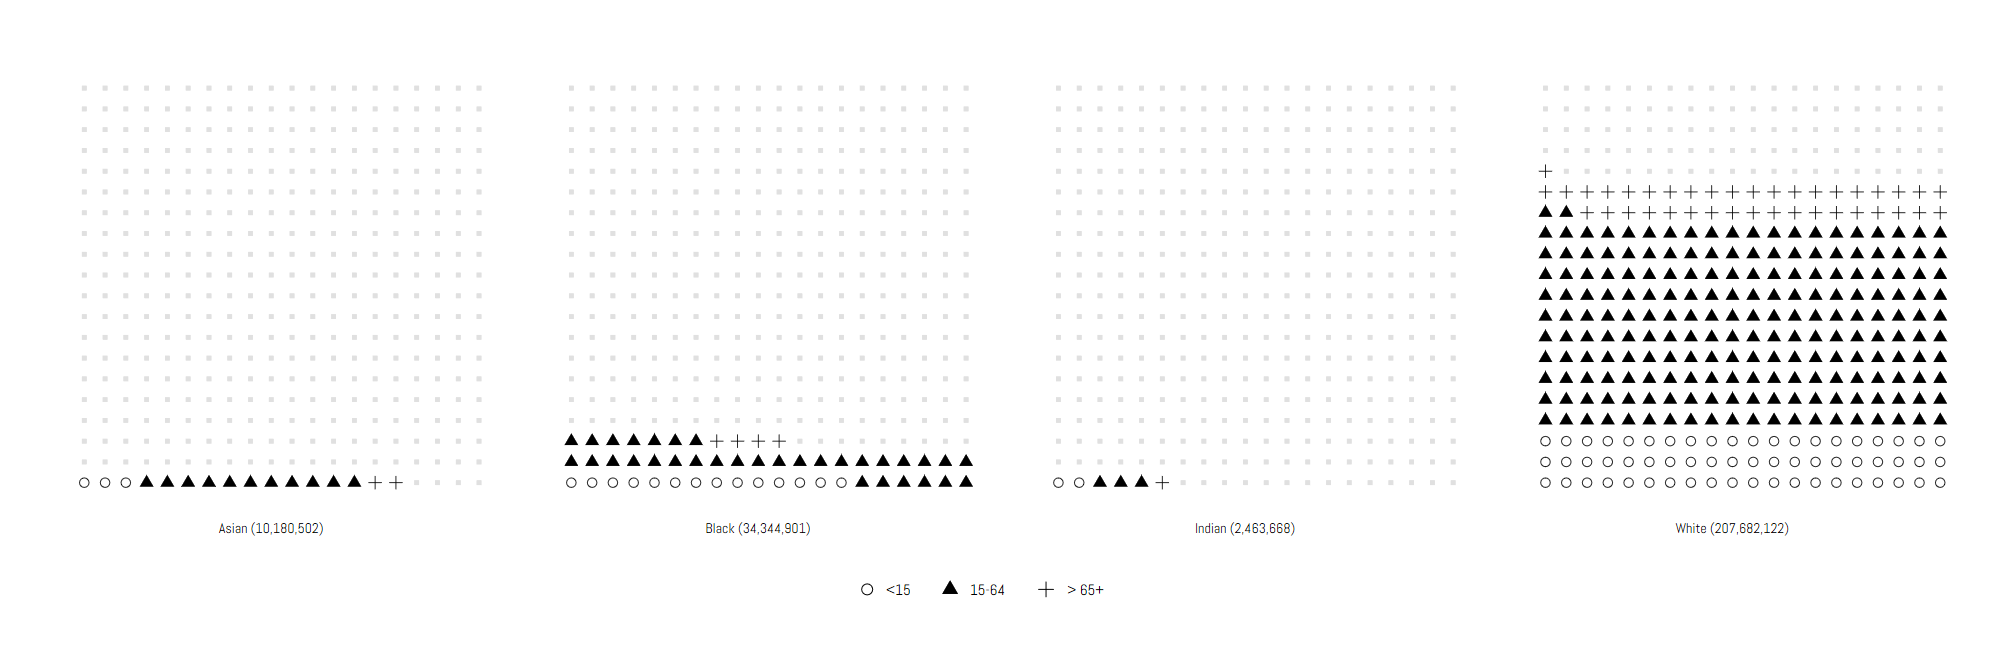 Asian (10,180,502)
Black (34,344,901)
Indian (2,463,668)
White (207,682,122)
<15
15-64
> 65+